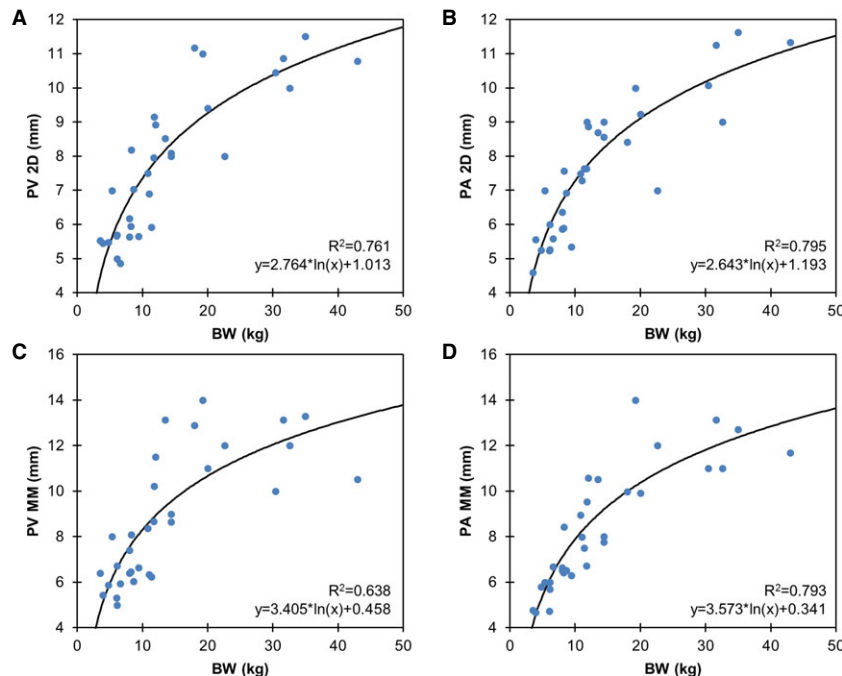 A
12
11
10
9
8
7
6
5
4
PV 2D (mm)
R²=0.761
y=2.764*ln(x)+1.013
0 10 20 30 40 50
BW (kg)
B
12
11
10
9
8
7
6
5
4
PA 2D (mm)
R²=0.795
y=2.643*ln(x)+1.193
0 10 20 30 40 50
BW (kg)
C
16
14
12
10
8
6
4
PV MM (mm)
R²=0.638
y=3.405*ln(x)+0.458
0 10 20 30 40 50
BW (kg)
D
16
14
12
10
8
6
4
PA MM (mm)
R²=0.793
y=3.573*ln(x)+0.341
0 10 20 30 40 50
BW (kg)